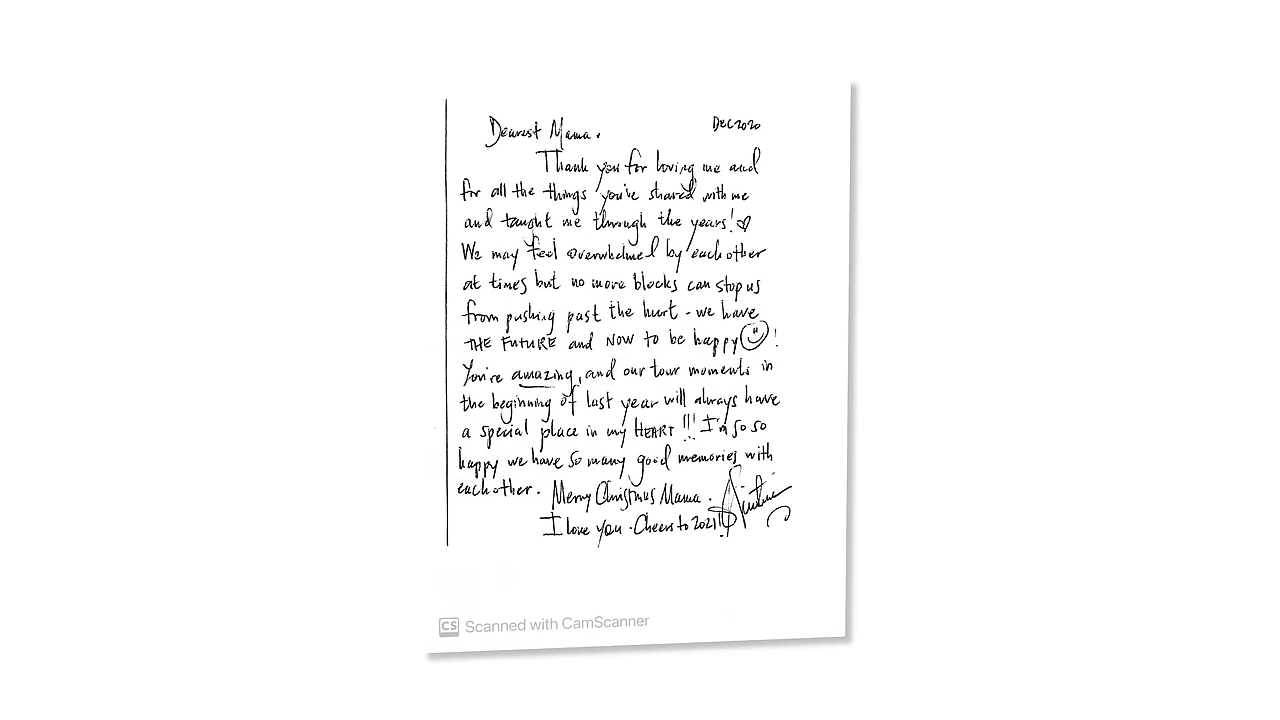 Dearest Mama. Dec 2020
Thank you for loving me and
for all the things you've shared with me
and taught me through the years! ♡
We may feel overwhelmed by each other
at times but no more blocks can stop us
from pushing past the hurt - we have
THE FUTURE and NOW to be happy ☺!
You're amazing, and our tour moments in
the beginning of last year will always have
a special place in my HEART!!! I'm so so
happy we have so many good memories with
each other. Merry Christmas Mama.
I love you. Cheers to 2021!
CS Scanned with CamScanner